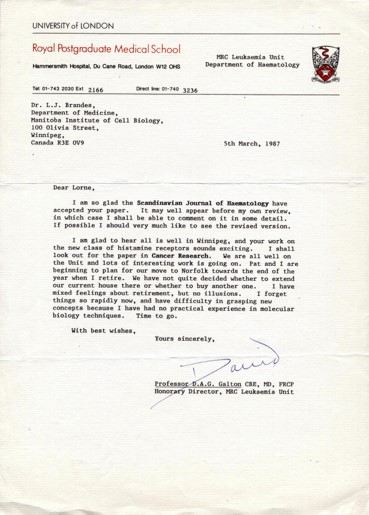 UNIVERSITY of LONDON
Royal Postgraduate Medical School
Hammersmith Hospital, Du Cane Road, London W12 0HS
MRC Leukaemia Unit
Department of Haematology
Tel: 01-743 2030 Ext 2166 Direct line: 01-740 3236
Dr. L.J. Brandes,
Department of Medicine,
Manitoba Institute of Cell Biology,
100 Olivia Street,
Winnipeg,
Canada R3E OV9
5th March, 1987
Dear Lorne,
I am so glad the Scandinavian Journal of Haematology have
accepted your paper. It may well appear before my own review,
in which case I shall be able to comment on it in some detail.
If possible I should very much like to see the revised version.
I am glad to hear all is well in Winnipeg, and your work on
the new class of histamine receptors sounds exciting. I shall
look out for the paper in Cancer Research. We are all well on
the Unit and lots of interesting work is going on. Pat and I are
beginning to plan for our move to Norfolk towards the end of the
year when I retire. We have not quite decided whether to extend
our current house there or whether to buy another one. I have
mixed feelings about retirement, but no illusions. I forget
things so rapidly now, and have difficulty in grasping new
concepts because I have had no practical experience in molecular
biology techniques. Time to go.
With best wishes,
Yours sincerely,
David
Professor D.A.G. Galton CBE, MD, FRCP
Honorary Director, MRC Leukaemia Unit